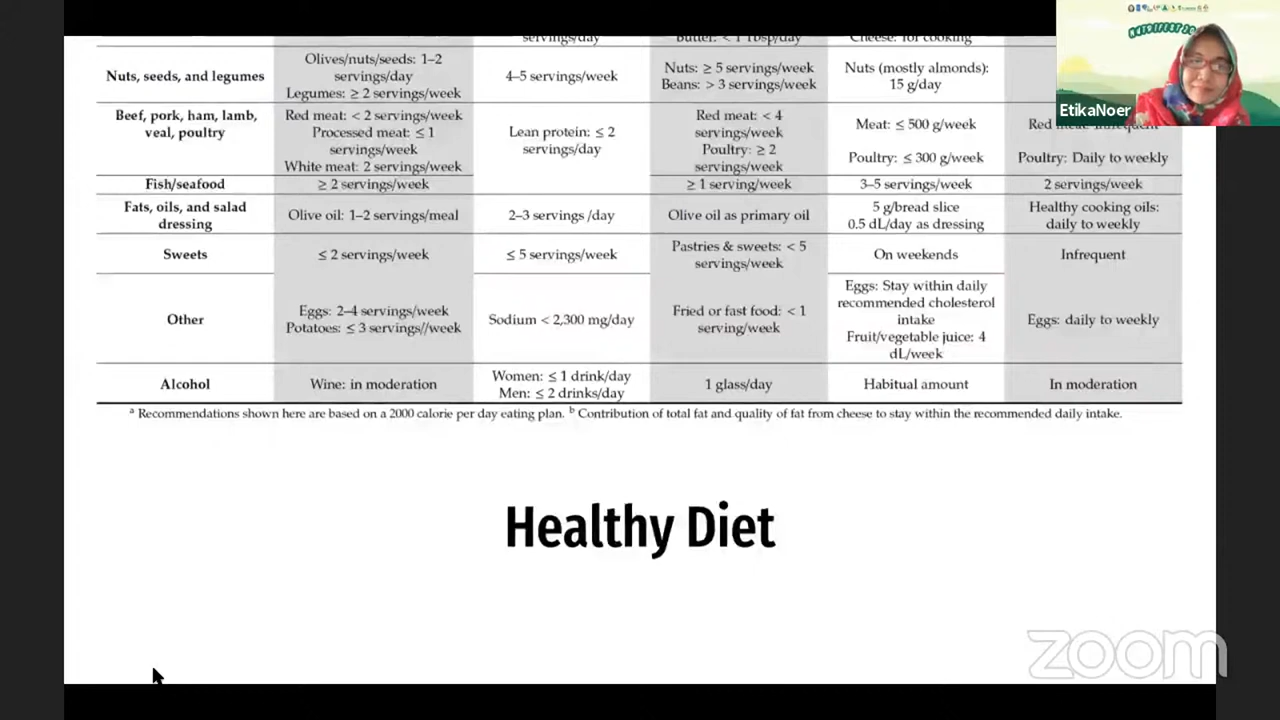 servings/day
Butter: < 1 Tbsp/day
Cheese: for cooking
Nuts, seeds, and legumes
Olives/nuts/seeds: 1–2
servings/day
Legumes: ≥ 2 servings/week
4–5 servings/week
Nuts: ≥ 5 servings/week
Beans: > 3 servings/week
Nuts (mostly almonds):
15 g/day
Beef, pork, ham, lamb,
veal, poultry
Red meat: < 2 servings/week
Processed meat: ≤ 1
servings/week
White meat: 2 servings/week
Lean protein: ≤ 2
servings/day
Red meat: < 4
servings/week
Poultry: ≥ 2
servings/week
Meat: ≤ 500 g/week
Poultry: ≤ 300 g/week
Red meat: infrequent
Poultry: Daily to weekly
Fish/seafood
≥ 2 servings/week
≥ 1 serving/week
3–5 servings/week
2 servings/week
Fats, oils, and salad
dressing
Olive oil: 1–2 servings/meal
2–3 servings /day
Olive oil as primary oil
5 g/bread slice
0.5 dL/day as dressing
Healthy cooking oils:
daily to weekly
Sweets
≤ 2 servings/week
≤ 5 servings/week
Pastries & sweets: < 5
servings/week
On weekends
Infrequent
Other
Eggs: 2–4 servings/week
Potatoes: ≤ 3 servings//week
Sodium < 2,300 mg/day
Fried or fast food: < 1
serving/week
Eggs: Stay within daily
recommended cholesterol
intake
Fruit/vegetable juice: 4
dL/week
Eggs: daily to weekly
Alcohol
Wine: in moderation
Women: ≤ 1 drink/day
Men: ≤ 2 drinks/day
1 glass/day
Habitual amount
In moderation
a Recommendations shown here are based on a 2000 calorie per day eating plan. b Contribution of total fat and quality of fat from cheese to stay within the recommended daily intake.
Healthy Diet
EtikaNoer
zoom